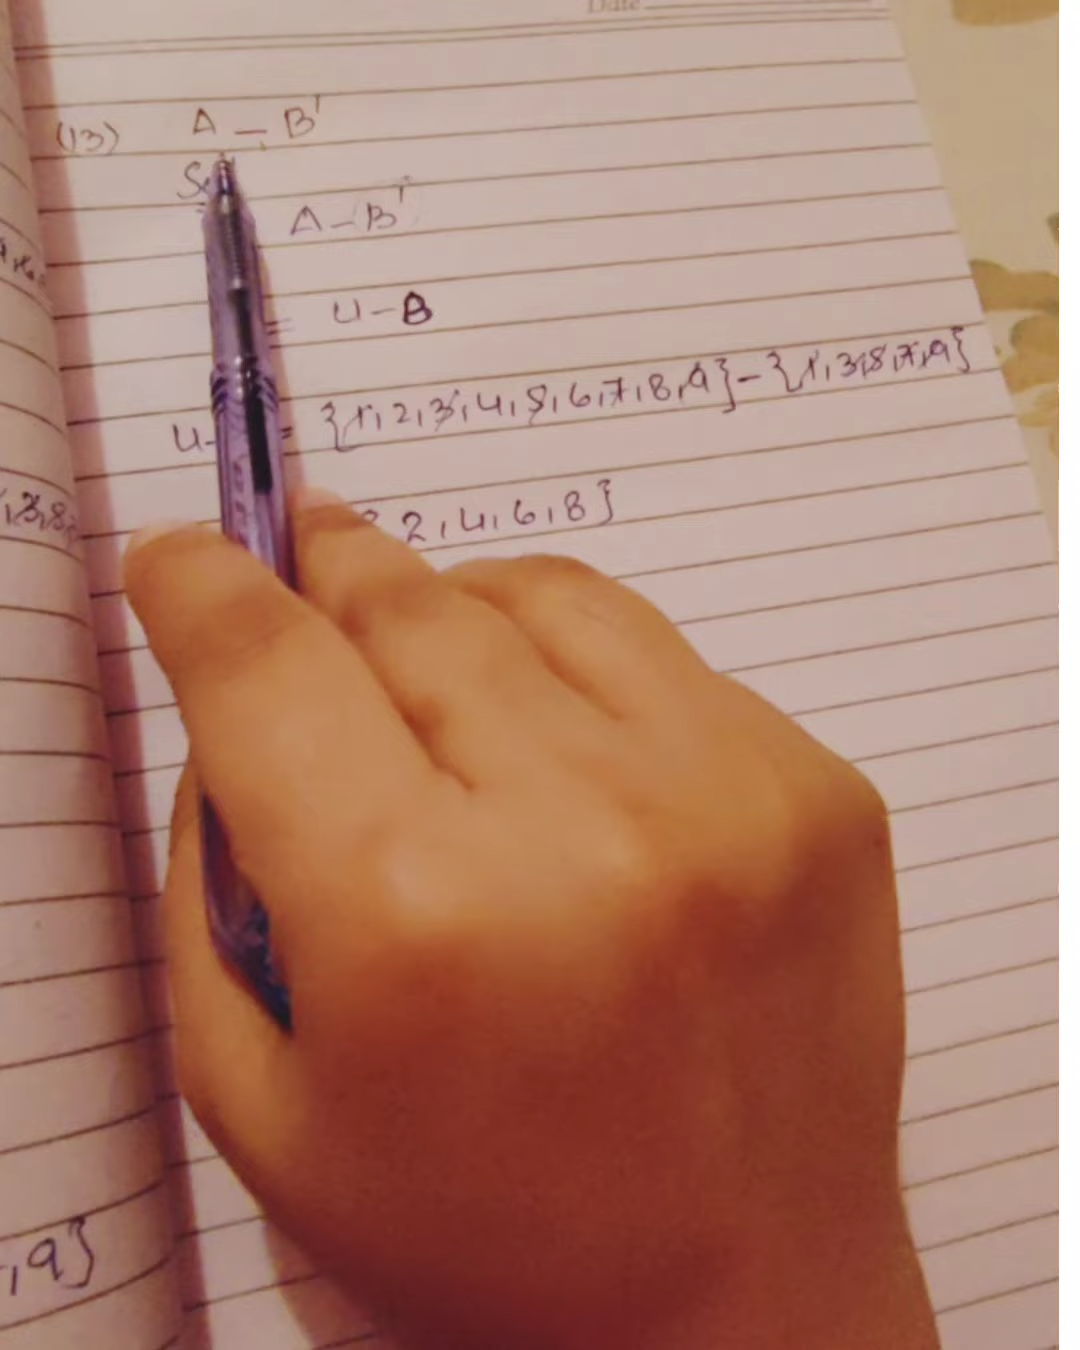 Date
(13) A - B'
A - B'
= U - B
U- = {1, 2, 3, 4, 5, 6, 7, 8, 9} - {1, 3, 5, 7, 9}
2, 4, 6, 8}
, 9}